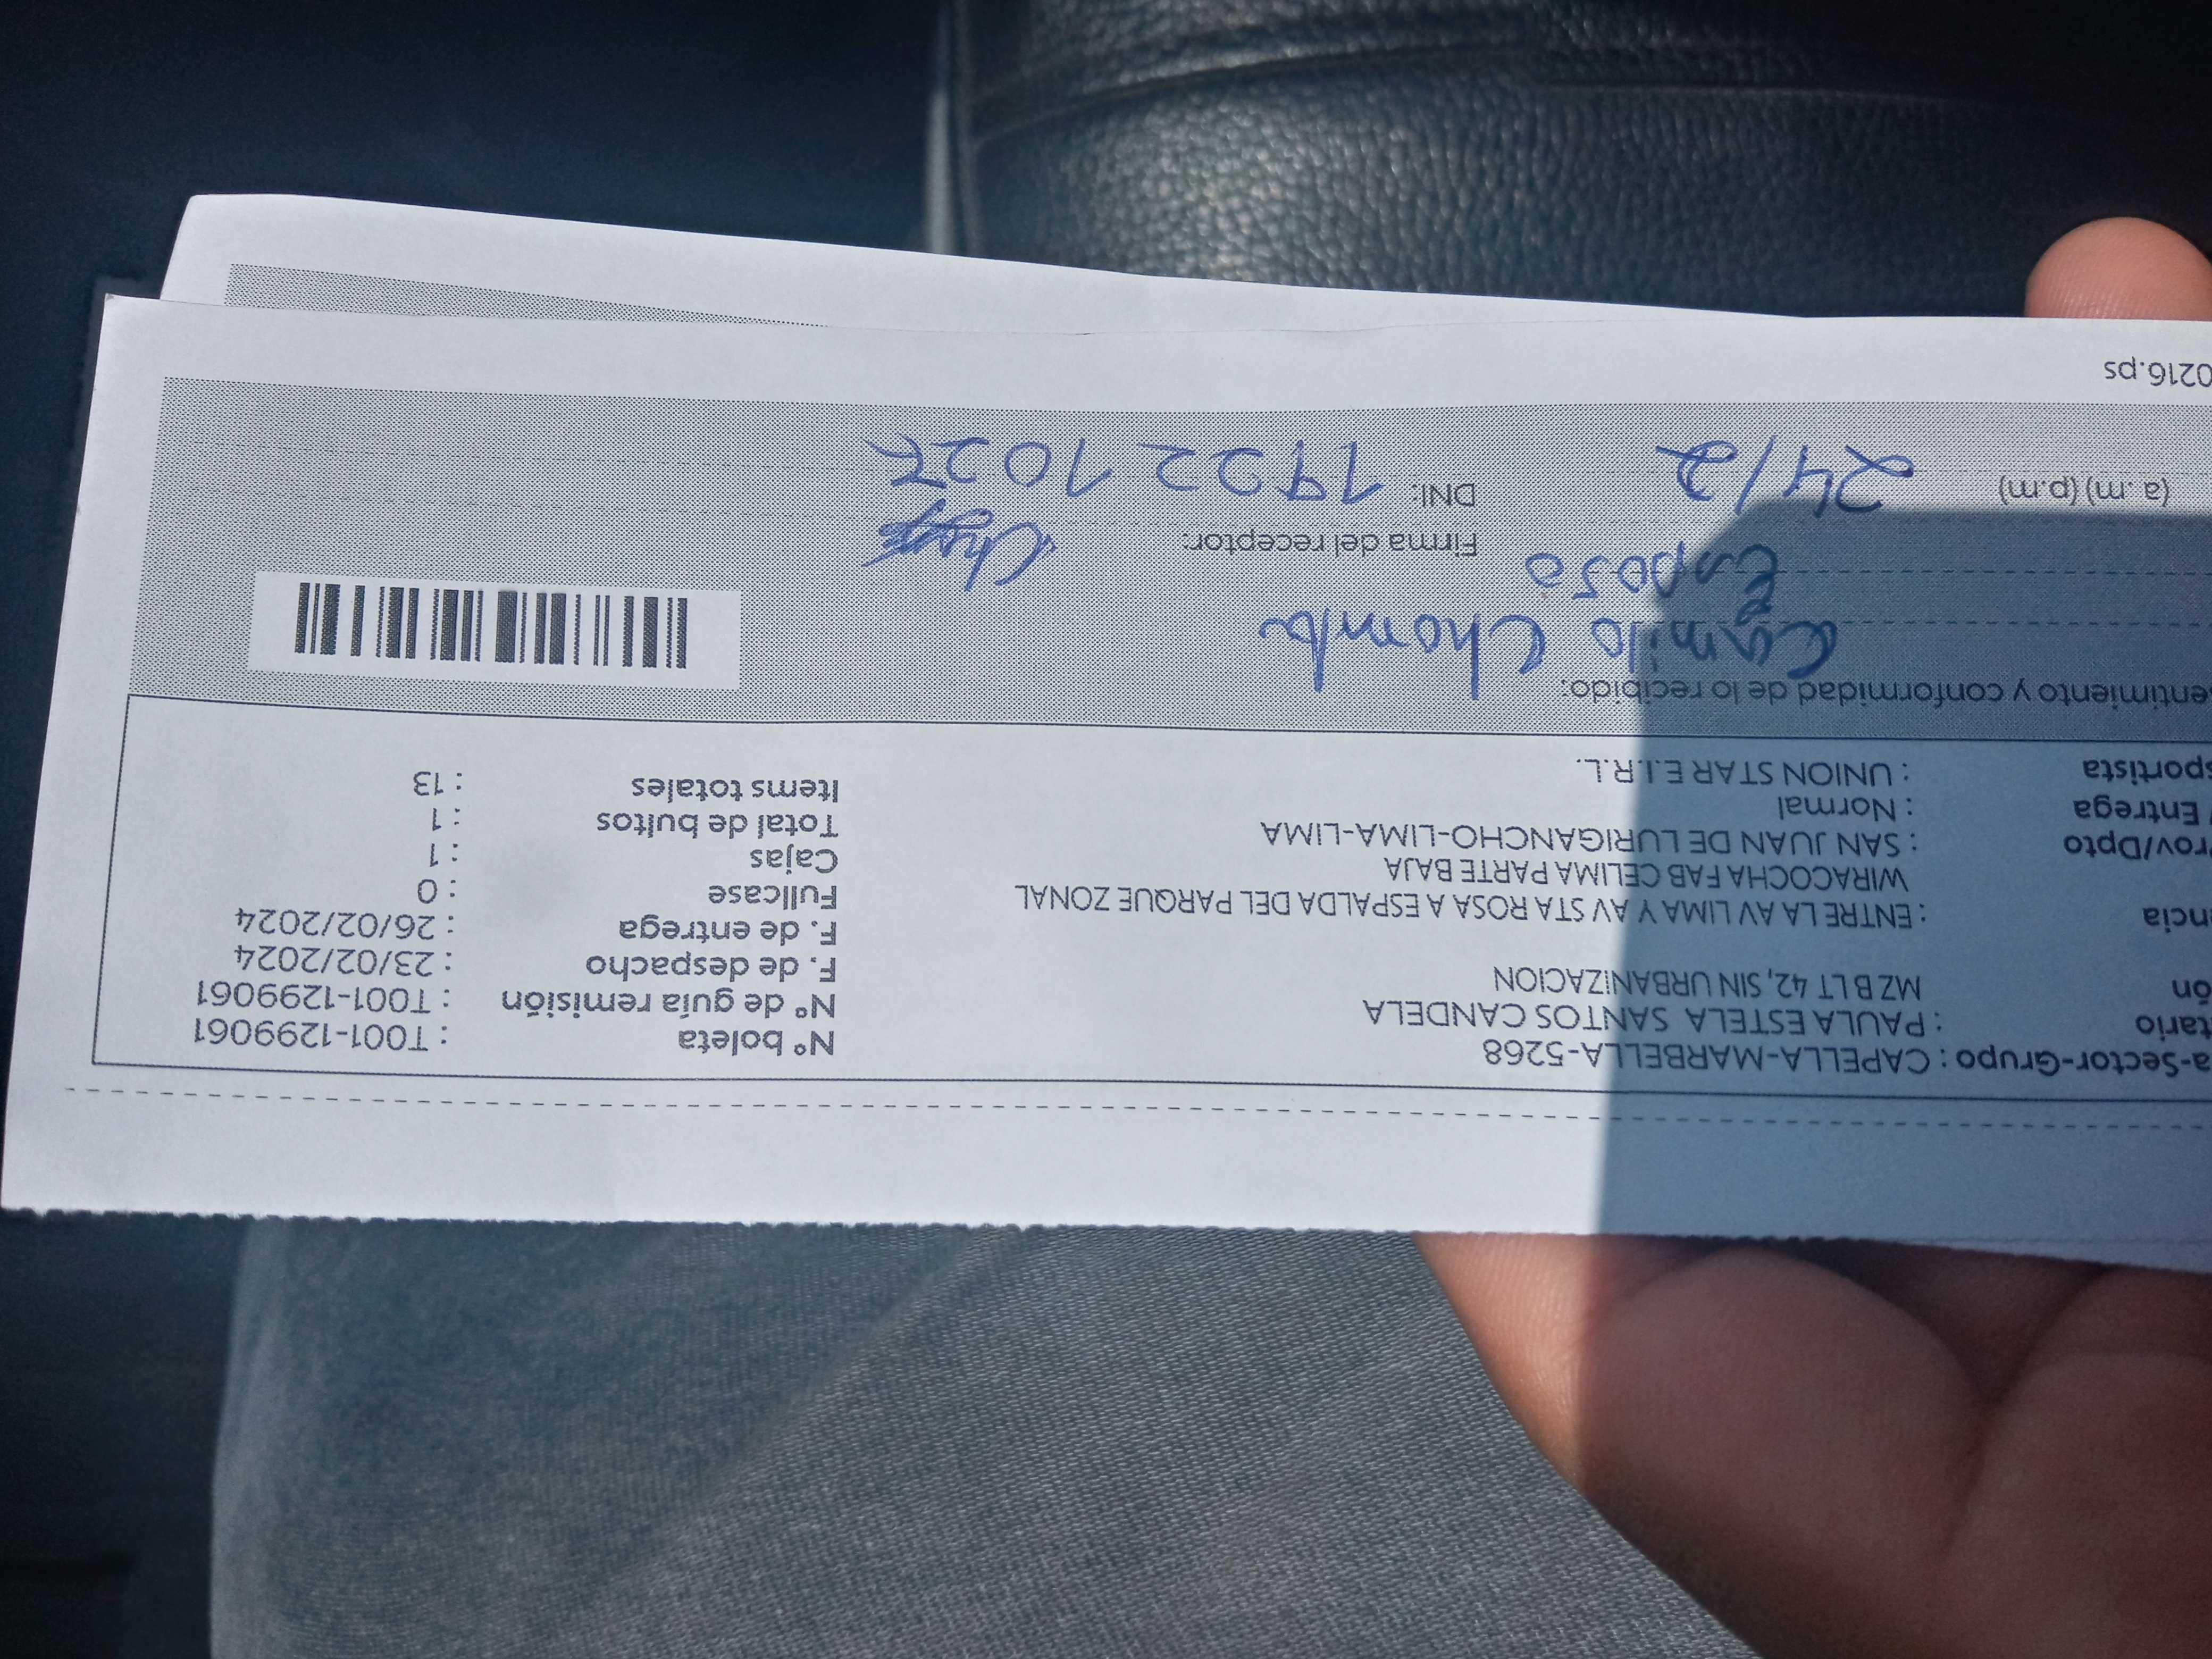 a-Sector-Grupo : CAPELLA-MARBELLA-5268
tario : PAULA ESTELA SANTOS CANDELA
ón MZ B LT 42, SIN URBANIZACION
ncia : ENTRE LA AV LIMA Y AV STA ROSA A ESPALDA DEL PARQUE ZONAL
WIRACOCHA FAB CELIMA PARTE BAJA
rov/Dpto : SAN JUAN DE LURIGANCHO-LIMA-LIMA
Entrega : Normal
sportista : UNION STAR E.I.R.L.
N° boleta : T001-1299061
N° de guía remisión : T001-1299061
F. de despacho : 23/02/2024
F. de entrega : 26/02/2024
Fullcase : 0
Cajas : 1
Total de bultos : 1
Items totales : 13
entimiento y conformidad de lo recibido:
Camilo
Esposo
Firma del receptor:
(a .m) (p.m) 24/2
DNI:
0216.ps